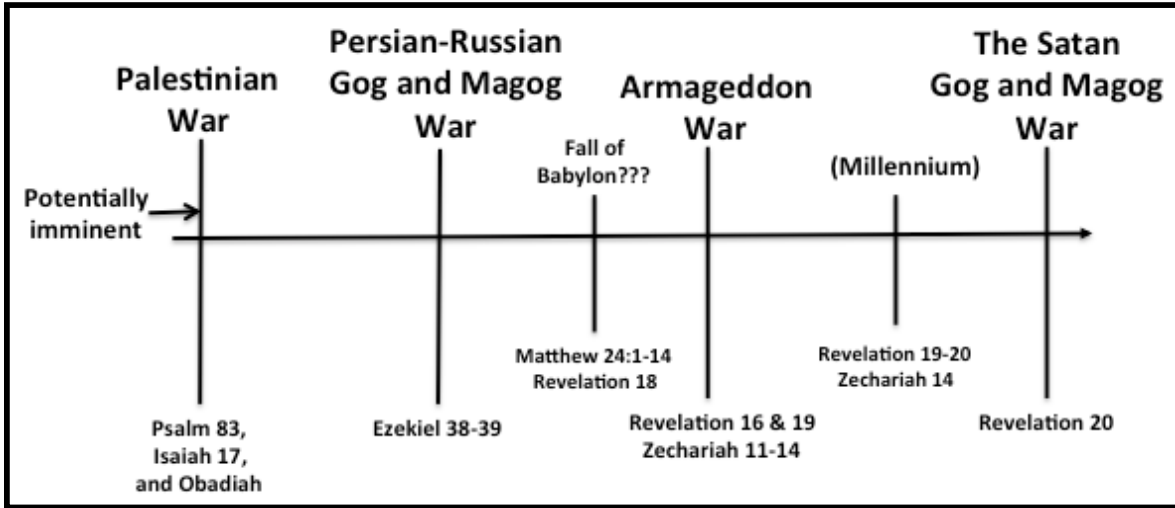 Palestinian
War
Persian-Russian
Gog and Magog
War
Fall of
Babylon???
Armageddon
War
(Millennium)
The Satan
Gog and Magog
War
Potentially
imminent
Psalm 83,
Isaiah 17,
and Obadiah
Ezekiel 38-39
Matthew 24:1-14
Revelation 18
Revelation 16 & 19
Zechariah 11-14
Revelation 19-20
Zechariah 14
Revelation 20